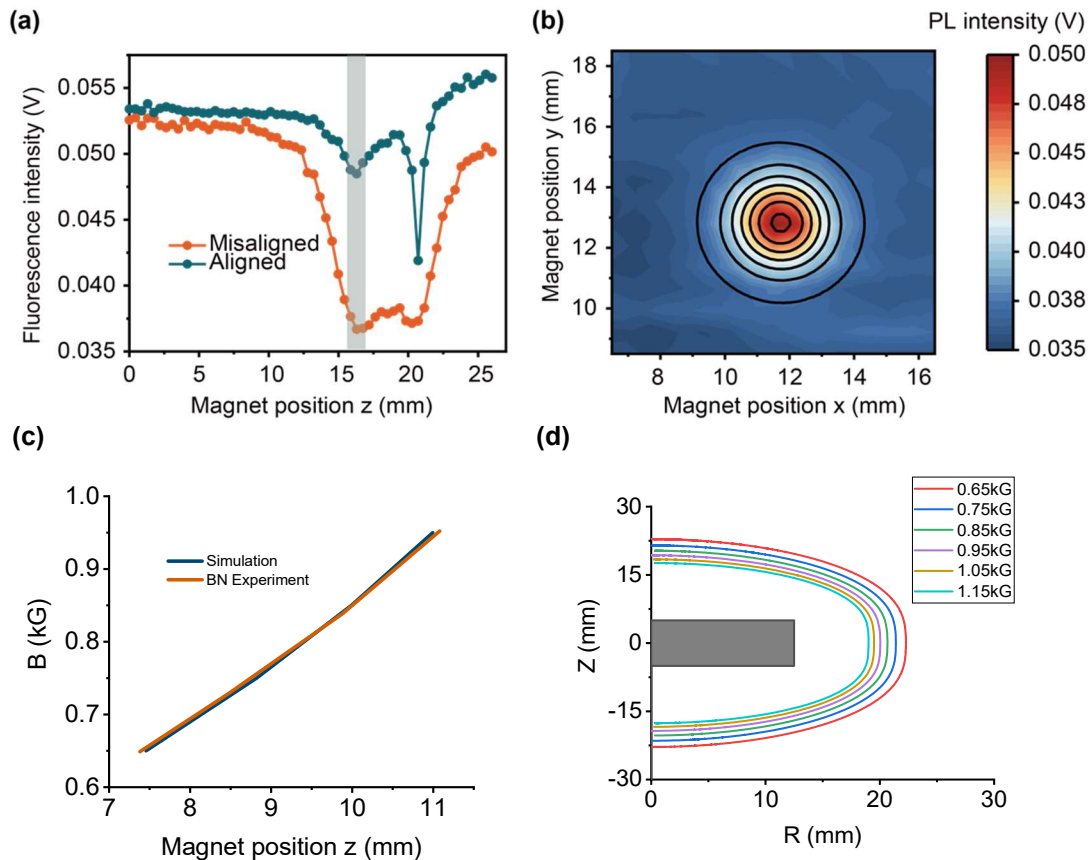 (a)
Fluorescence intensity (V)
0.055
0.050
0.045
0.040
0.035
Misaligned
Aligned
0
5
10
15
20
25
Magnet position z (mm)
(b)
PL intensity (V)
Magnet position y (mm)
18
16
14
12
10
8
10
12
14
16
Magnet position x (mm)
0.050
0.048
0.045
0.043
0.040
0.038
0.035
(c)
B (kG)
1.0
0.9
0.8
0.7
0.6
Simulation
BN Experiment
7
8
9
10
11
Magnet position z (mm)
(d)
Z (mm)
30
15
0
-15
-30
0.65kG
0.75kG
0.85kG
0.95kG
1.05kG
1.15kG
0
10
20
30
R (mm)